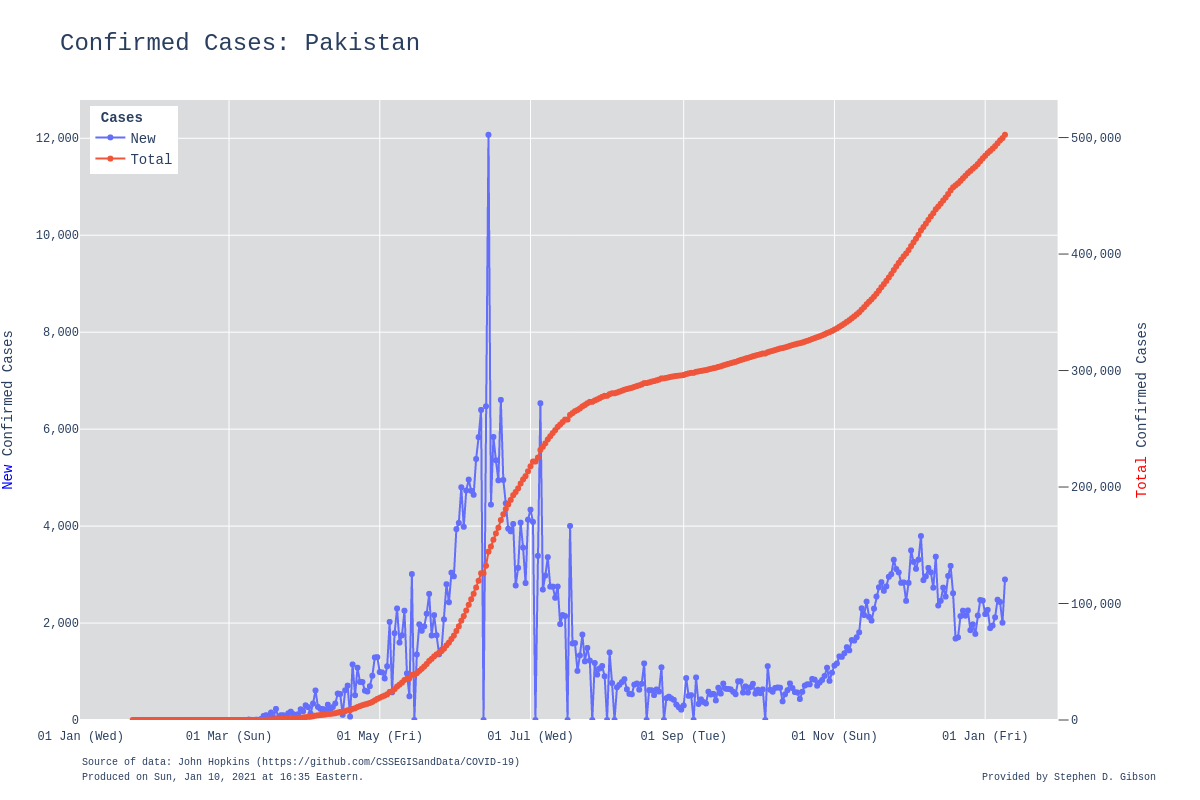 Confirmed Cases: Pakistan
Cases
New
Total
12,000
10,000
8,000
6,000
4,000
2,000
0
New Confirmed Cases
500,000
400,000
300,000
200,000
100,000
0
Total Confirmed Cases
01 Jan (Wed) 01 Mar (Sun) 01 May (Fri) 01 Jul (Wed) 01 Sep (Tue) 01 Nov (Sun) 01 Jan (Fri)
Source of data: John Hopkins (https://github.com/CSSEGISandData/COVID-19)
Produced on Sun, Jan 10, 2021 at 16:35 Eastern.
Provided by Stephen D. Gibson